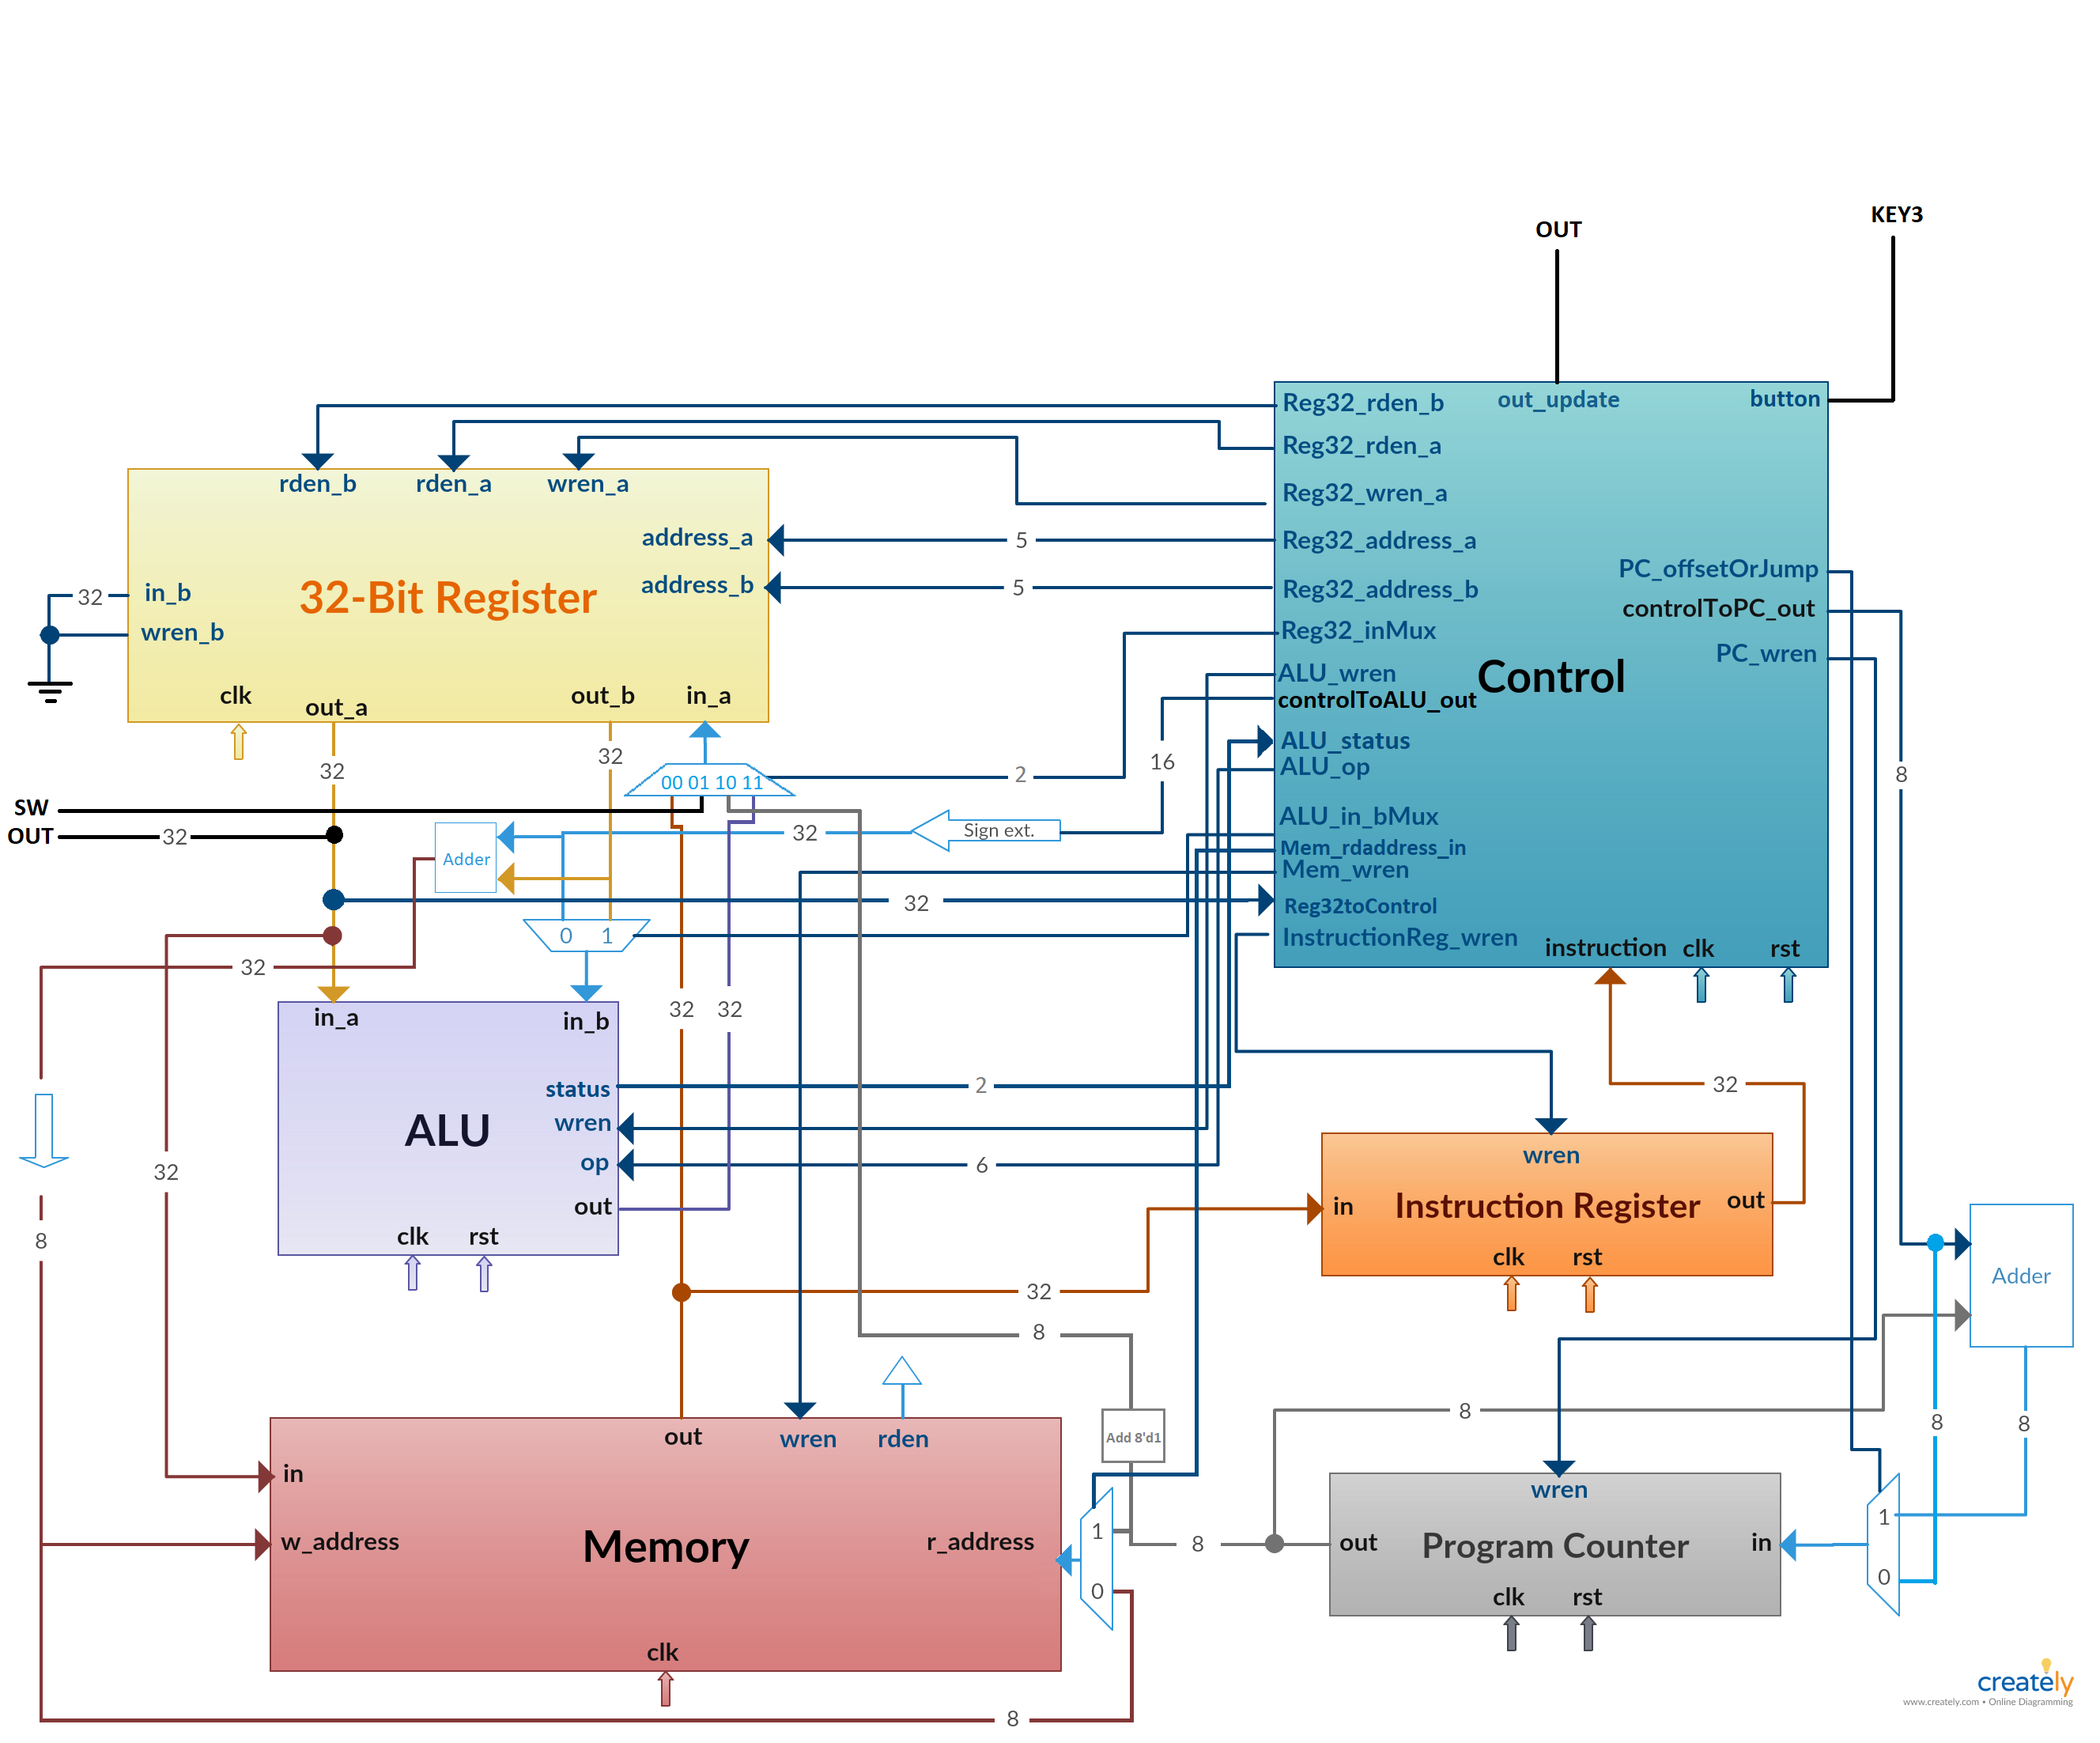 KEY3
OUT
Reg32_rden_b
out_update
button
Reg32_rden_a
rden_b
rden_a
wren_a
Reg32_wren_a
address_a
5
Reg32_address_a
PC_offsetOrJump
address_b
5
Reg32_address_b
32
in_b
32-Bit Register
controlToPC_out
wren_b
Reg32_inMux
PC_wren
ALU_wren
Control
controlToALU_out
clk
out_a
out_b
in_a
32
32
ALU_status
16
ALU_op
2
8
00 01 10 11
SW
OUT
32
32
Sign ext.
ALU_in_bMux
Adder
Mem_rdaddress_in
Mem_wren
32
Reg32toControl
0
1
InstructionReg_wren
instruction
clk
rst
32
32
32
in_a
in_b
status
2
32
wren
ALU
wren
op
6
32
in
Instruction Register
out
out
clk
rst
8
clk
rst
Adder
32
8
8
8
8
out
wren
rden
Add 8'd1
in
wren
w_address
Memory
r_address
1
8
out
Program Counter
in
1
0
0
clk
rst
clk
8
creately
www.creately.com • Online Diagramming